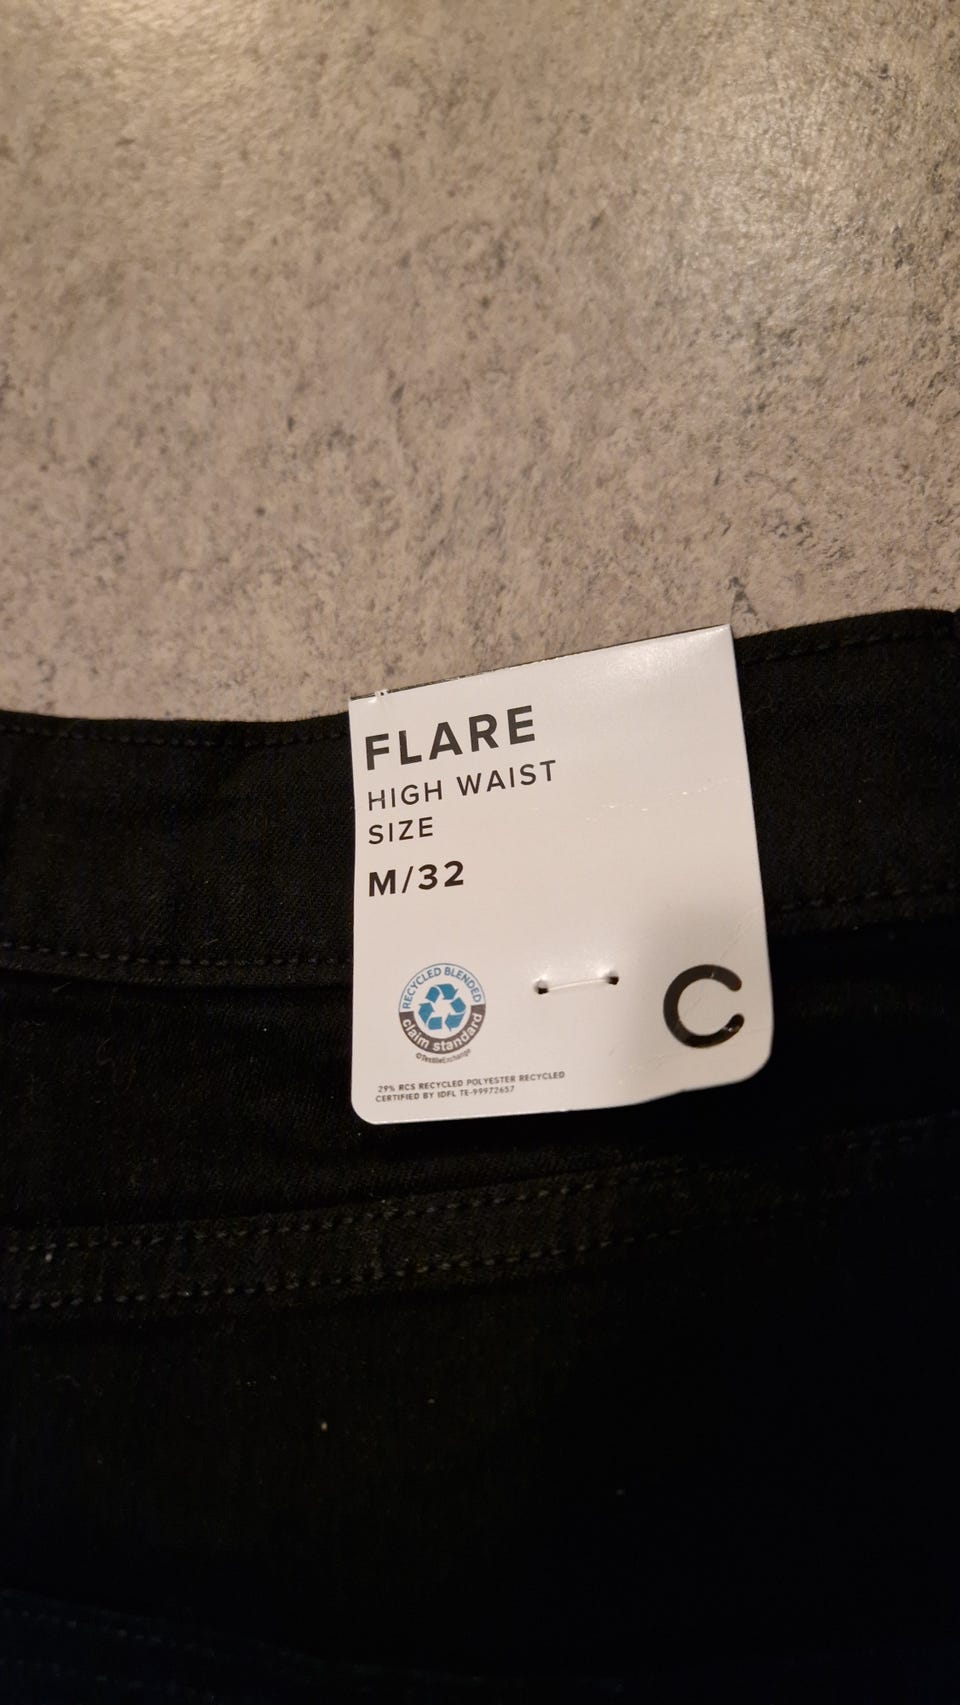 FLARE
HIGH WAIST
SIZE
M/32
RECYCLED BLENDED
claim standard
©TextileExchange
C
29% RCS RECYCLED POLYESTER RECYCLED
CERTIFIED BY IDFL TE-99972657